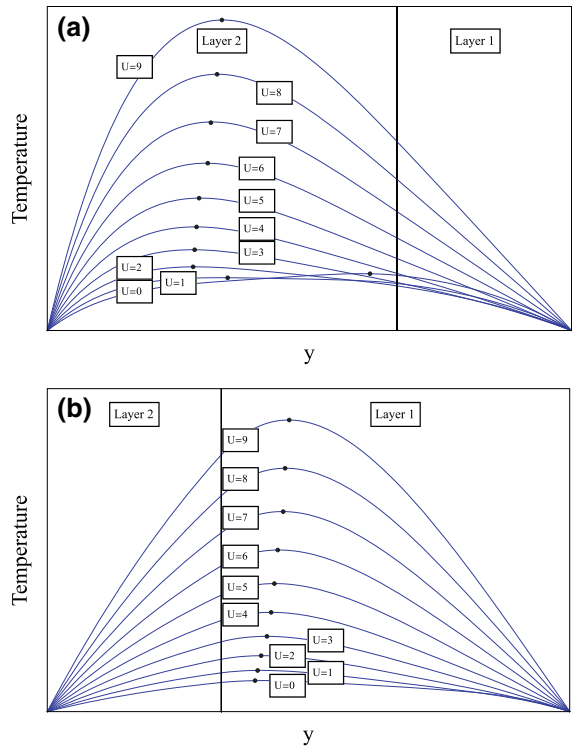 (a)
Layer 2
Layer 1
U=9
U=8
U=7
U=6
U=5
U=4
U=3
U=2
U=1
U=0
Temperature
y
(b)
Layer 2
Layer 1
U=9
U=8
U=7
U=6
U=5
U=4
U=3
U=2
U=1
U=0
Temperature
y